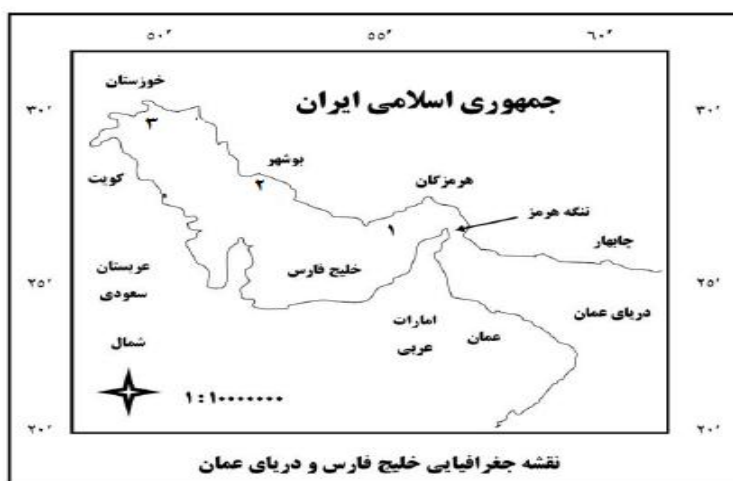 ۵۰′ ۵۵′ ۶۰′
۳۰′ ۳۰′
خوزستان
جمهوری اسلامی ایران
۳
بوشهر
۲
کویت
هرمزگان
تنگه هرمز
۱
چابهار
خلیج فارس
۲۵′ ۲۵′
عربستان
سعودی
امارات
عربی
عمان
دریای عمان
شمال
۱ : ۱۰۰۰۰۰۰۰
۲۰′ ۲۰′
نقشه جغرافیایی خلیج فارس و دریای عمان